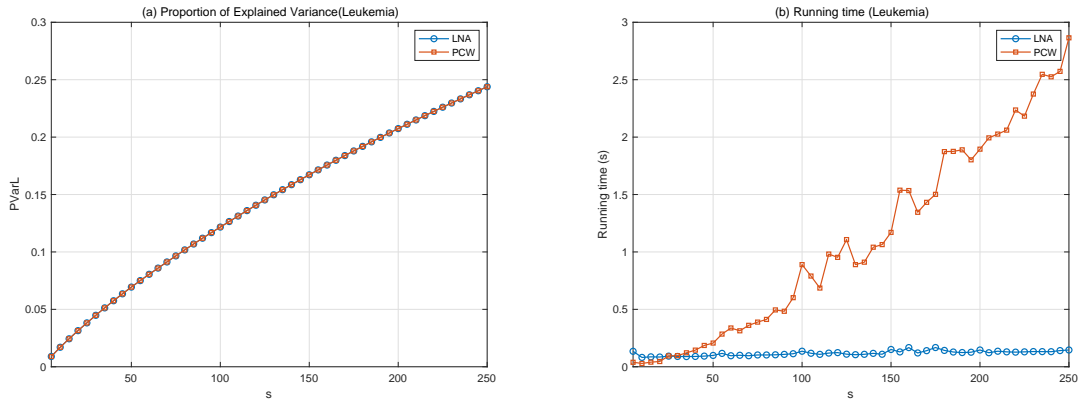 (a) Proportion of Explained Variance(Leukemia)
0.3
0.25
0.2
0.15
0.1
0.05
0
PVarL
50
100
150
200
250
s
LNA
PCW
(b) Running time (Leukemia)
3
2.5
2
1.5
1
0.5
0
Running time (s)
50
100
150
200
250
s
LNA
PCW